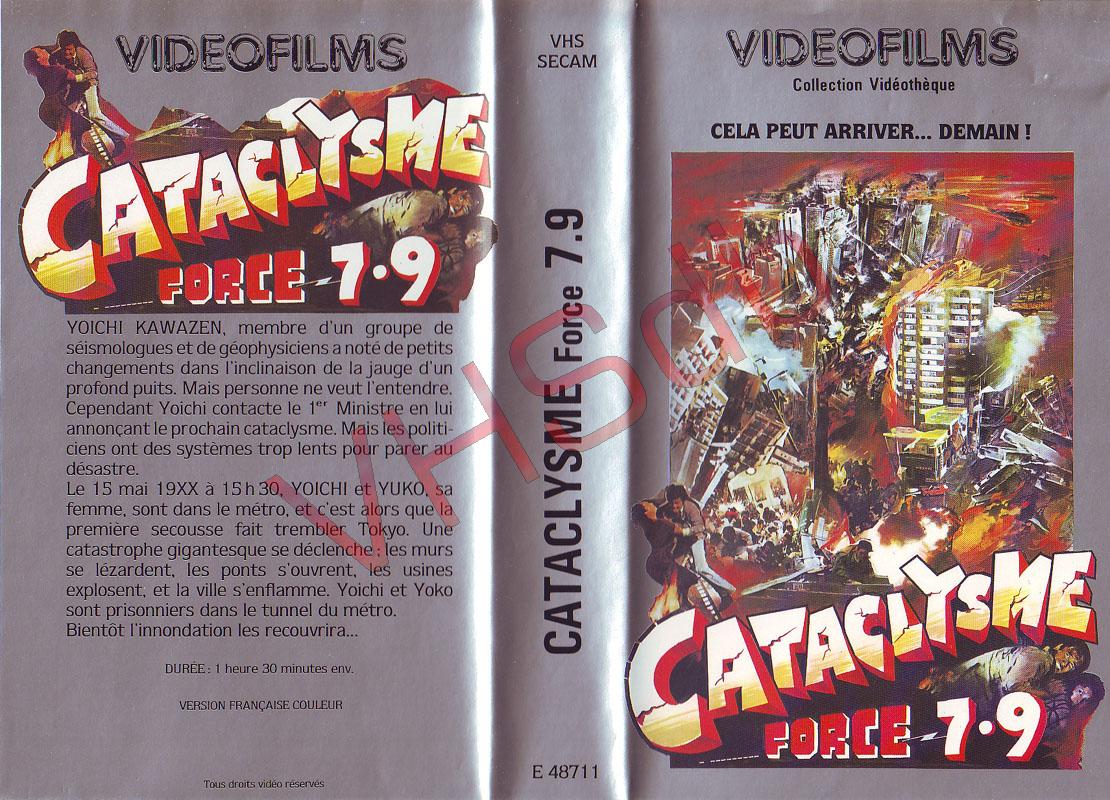 VIDEOFILMS
CATACLYSME
FORCE 7.9
YOICHI KAWAZEN, membre d'un groupe de
séismologues et de géophysiciens a noté de petits
changements dans l'inclinaison de la jauge d'un
profond puits. Mais personne ne veut l'entendre.
Cependant Yoichi contacte le 1er Ministre en lui
annonçant le prochain cataclysme. Mais les politi-
ciens ont des systèmes trop lents pour parer au
désastre.
Le 15 mai 19XX à 15h30, YOICHI et YUKO, sa
femme, sont dans le métro, et c'est alors que la
première secousse fait trembler Tokyo. Une
catastrophe gigantesque se déclenche : les murs
se lézardent, les ponts s'ouvrent, les usines
explosent, et la ville s'enflamme. Yoichi et Yoko
sont prisonniers dans le tunnel du métro.
Bientôt l'innondation les recouvrira...
DURÉE : 1 heure 30 minutes env.
VERSION FRANÇAISE COULEUR
Tous droits vidéo réservés
VHS
SECAM
CATACLYSME Force 7.9
E 48711
VIDEOFILMS
Collection Vidéothèque
CELA PEUT ARRIVER... DEMAIN !
CATACLYSME
FORCE 7.9